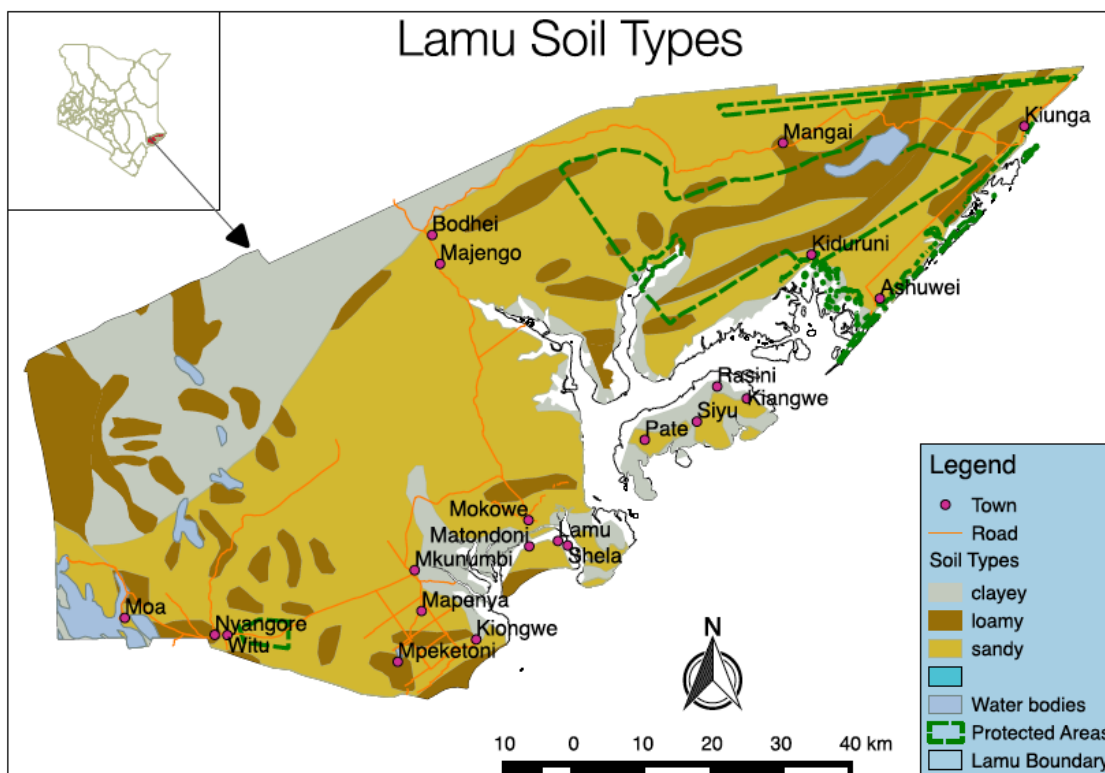 Lamu Soil Types
Kiunga
Mangai
Bodhei
Majengo
Kiduruni
Ashuwei
Rasini
Kiangwe
Siyu
Pate
Mokowe
Lamu
Matondoni
Shela
Mkunumbi
Mapenya
Moa
Nyangore
Witu
Kiongwe
Mpeketoni
N
10 0 10 20 30 40 km
Legend
Town
Road
Soil Types
clayey
loamy
sandy
Water bodies
Protected Areas
Lamu Boundary